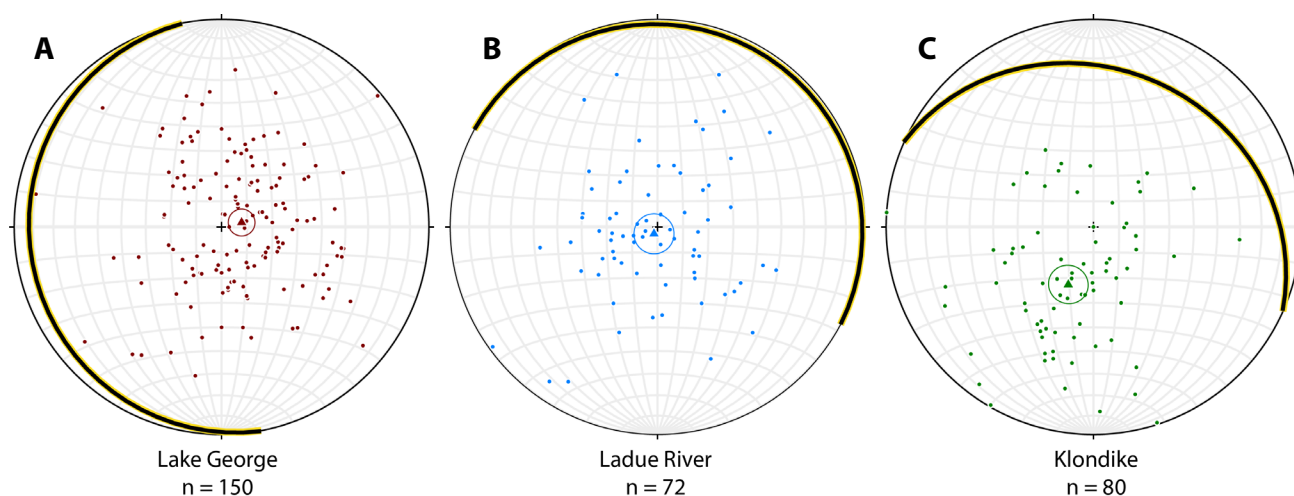 A
B
C
Lake George
n = 150
Ladue River
n = 72
Klondike
n = 80